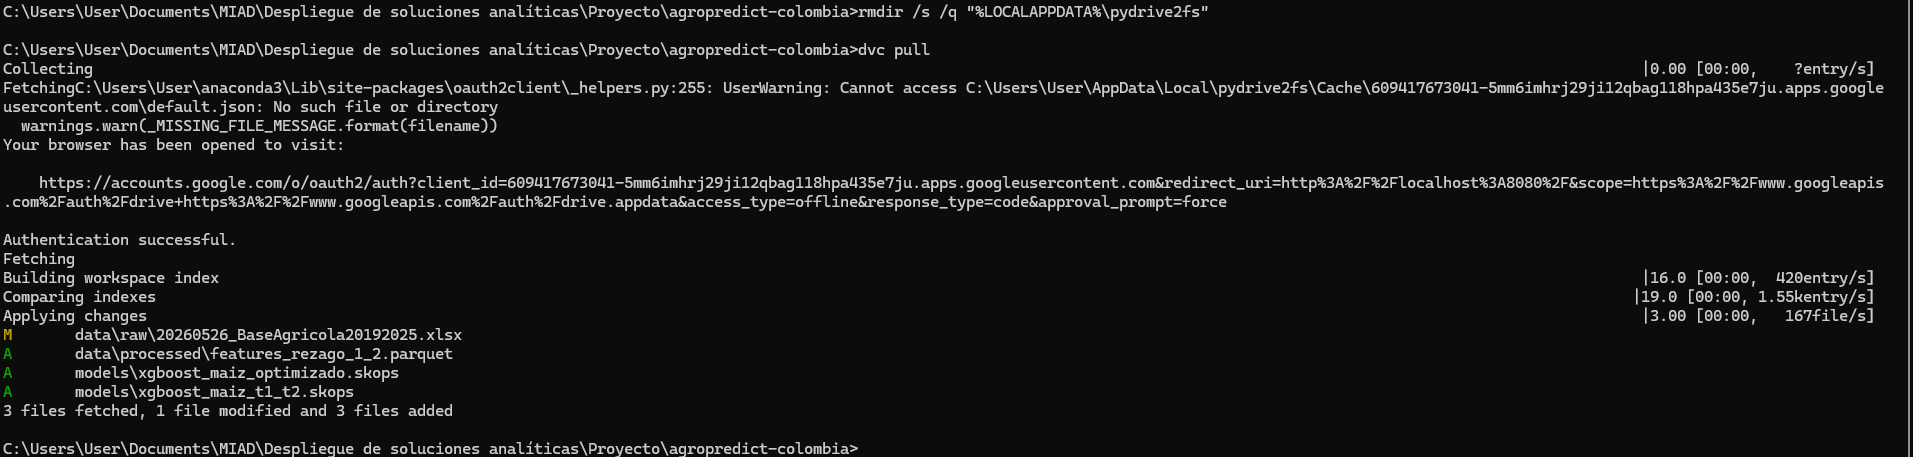 C:\Users\User\Documents\MIAD\Despliegue de soluciones analíticas\Proyecto\agropredict-colombia>rmdir /s /q "%LOCALAPPDATA%\pydrive2fs"
C:\Users\User\Documents\MIAD\Despliegue de soluciones analíticas\Proyecto\agropredict-colombia>dvc pull
Collecting |0.00 [00:00, ?entry/s]
FetchingC:\Users\User\anaconda3\Lib\site-packages\oauth2client\_helpers.py:255: UserWarning: Cannot access C:\Users\User\AppData\Local\pydrive2fs\Cache\609417673041-5mm6imhrj29ji12qbag118hpa435e7ju.apps.google
usercontent.com\default.json: No such file or directory
warnings.warn(_MISSING_FILE_MESSAGE.format(filename))
Your browser has been opened to visit:
https://accounts.google.com/o/oauth2/auth?client_id=609417673041-5mm6imhrj29ji12qbag118hpa435e7ju.apps.googleusercontent.com&redirect_uri=http%3A%2F%2Flocalhost%3A8080%2F&scope=https%3A%2F%2Fwww.googleapis
.com%2Fauth%2Fdrive+https%3A%2F%2Fwww.googleapis.com%2Fauth%2Fdrive.appdata&access_type=offline&response_type=code&approval_prompt=force
Authentication successful.
Fetching
Building workspace index |16.0 [00:00, 420entry/s]
Comparing indexes |19.0 [00:00, 1.55kentry/s]
Applying changes |3.00 [00:00, 167file/s]
M data\raw\20260526_BaseAgricola20192025.xlsx
A data\processed\features_rezago_1_2.parquet
A models\xgboost_maiz_optimizado.skops
A models\xgboost_maiz_t1_t2.skops
3 files fetched, 1 file modified and 3 files added
C:\Users\User\Documents\MIAD\Despliegue de soluciones analíticas\Proyecto\agropredict-colombia>